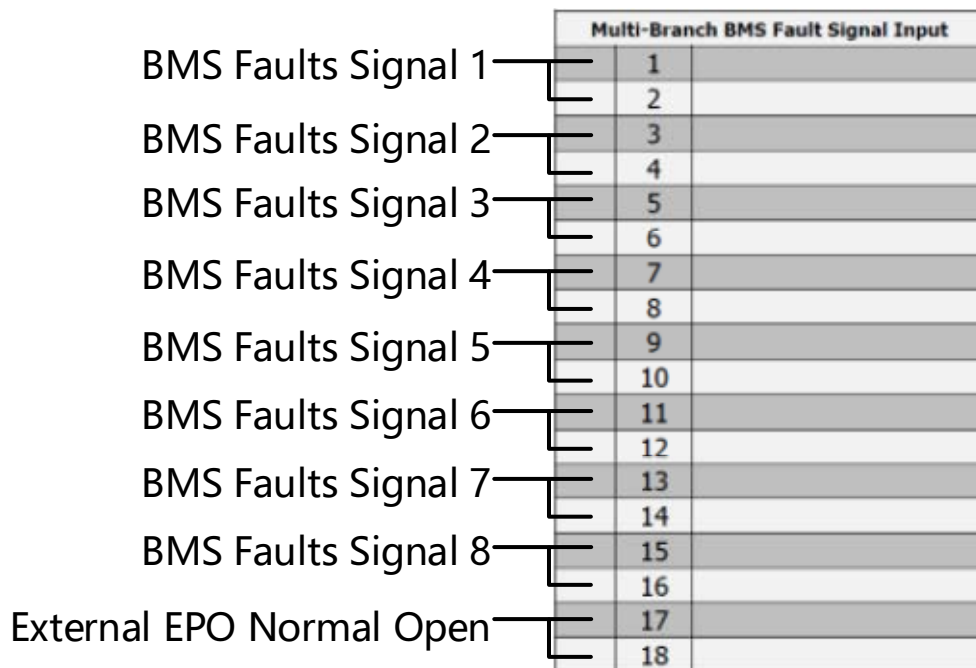 Multi-Branch BMS Fault Signal Input
BMS Faults Signal 1
1
2
BMS Faults Signal 2
3
4
BMS Faults Signal 3
5
6
BMS Faults Signal 4
7
8
BMS Faults Signal 5
9
10
BMS Faults Signal 6
11
12
BMS Faults Signal 7
13
14
BMS Faults Signal 8
15
16
External EPO Normal Open
17
18